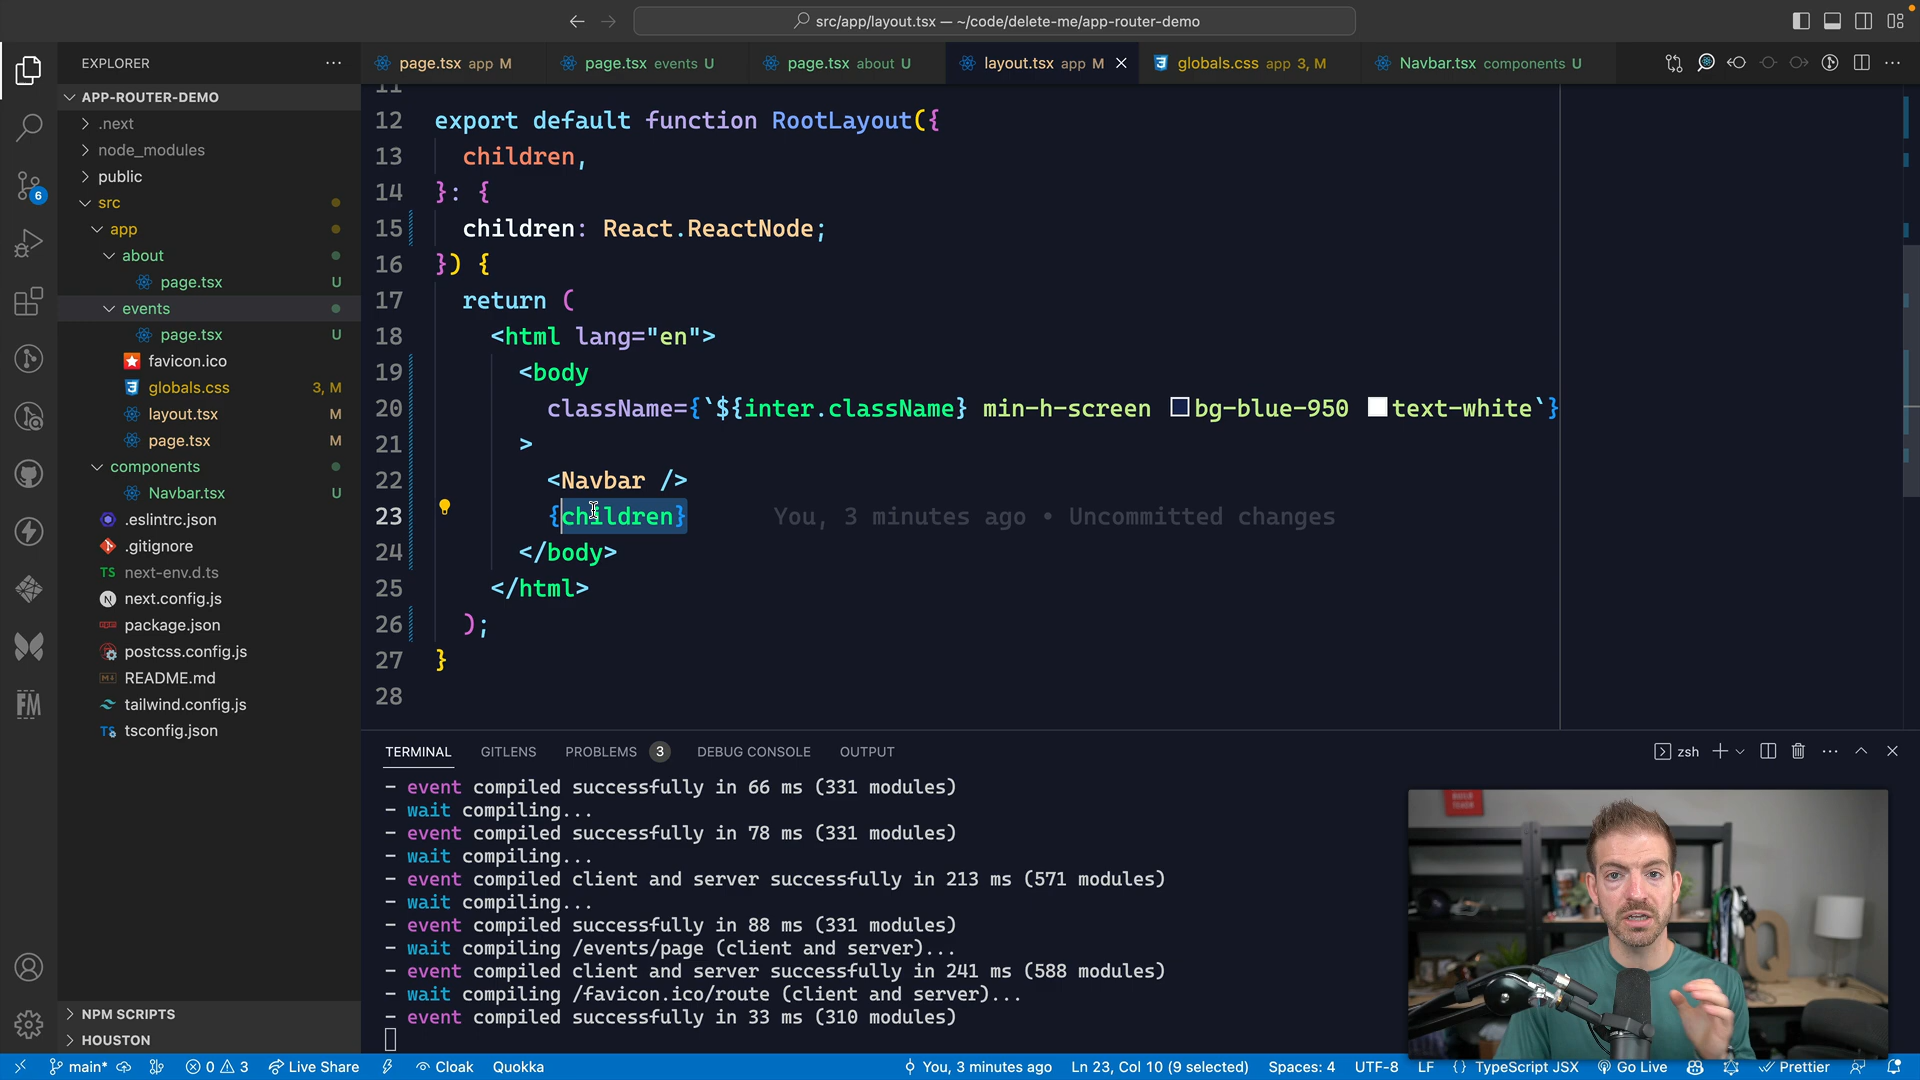 src/app/layout.tsx — ~/code/delete-me/app-router-demo
EXPLORER
page.tsx app M
page.tsx events U
page.tsx about U
layout.tsx app M
globals.css app 3, M
Navbar.tsx components U
APP-ROUTER-DEMO
.next
node_modules
public
src
app
about
page.tsx U
events
page.tsx U
favicon.ico
globals.css 3, M
layout.tsx M
page.tsx M
components
Navbar.tsx U
.eslintrc.json
.gitignore
TS next-env.d.ts
N next.config.js
package.json
postcss.config.js
README.md
tailwind.config.js
TS tsconfig.json
NPM SCRIPTS
HOUSTON
6
FM
11
12 export default function RootLayout({
13 children,
14 }: {
15 children: React.ReactNode;
16 }) {
17 return (
18 <html lang="en">
19 <body
20 className={`${inter.className} min-h-screen bg-blue-950 text-white`}
21 >
22 <Navbar />
23 {children} You, 3 minutes ago • Uncommitted changes
24 </body>
25 </html>
26 );
27 }
28
TERMINAL GITLENS PROBLEMS 3 DEBUG CONSOLE OUTPUT zsh
- event compiled successfully in 66 ms (331 modules)
- wait compiling...
- event compiled successfully in 78 ms (331 modules)
- wait compiling...
- event compiled client and server successfully in 213 ms (571 modules)
- wait compiling...
- event compiled successfully in 88 ms (331 modules)
- wait compiling /events/page (client and server)...
- event compiled client and server successfully in 241 ms (588 modules)
- wait compiling /favicon.ico/route (client and server)...
- event compiled successfully in 33 ms (310 modules)
main* 0 3 Live Share Cloak Quokka You, 3 minutes ago Ln 23, Col 10 (9 selected) Spaces: 4 UTF-8 LF {} TypeScript JSX Go Live Prettier